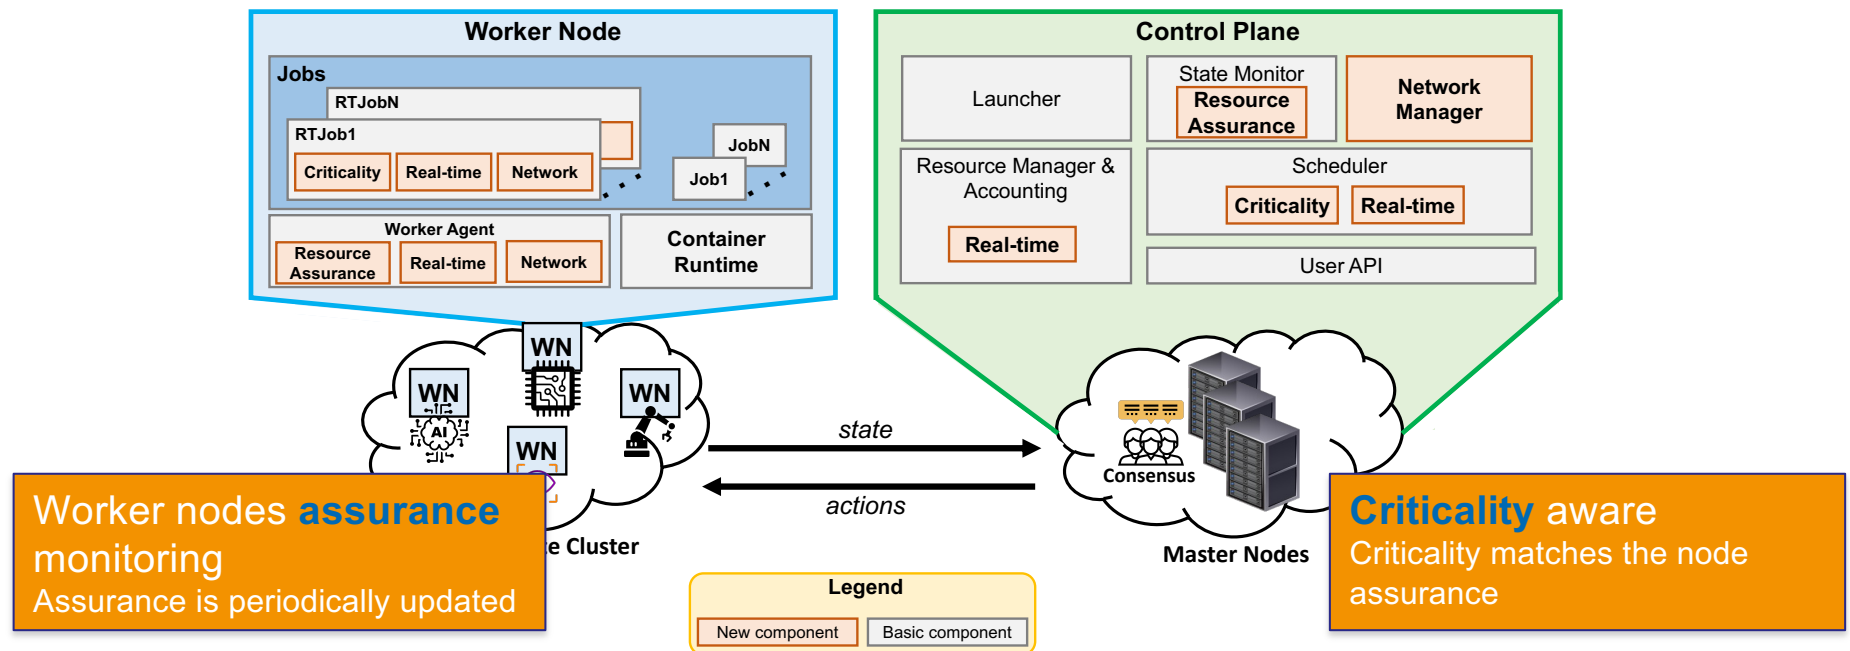 Worker Node
Jobs
RTJobN
RTJob1
Criticality
Real-time
Network
JobN
Job1
Worker Agent
Resource
Assurance
Real-time
Network
Container
Runtime
Control Plane
Launcher
State Monitor
Resource
Assurance
Network
Manager
Resource Manager &
Accounting
Real-time
Scheduler
Criticality
Real-time
User API
WN
WN
WN
WN
AI
state
actions
Consensus
Cluster
Master Nodes
Worker nodes assurance
monitoring
Assurance is periodically updated
Criticality aware
Criticality matches the node
assurance
Legend
New component
Basic component